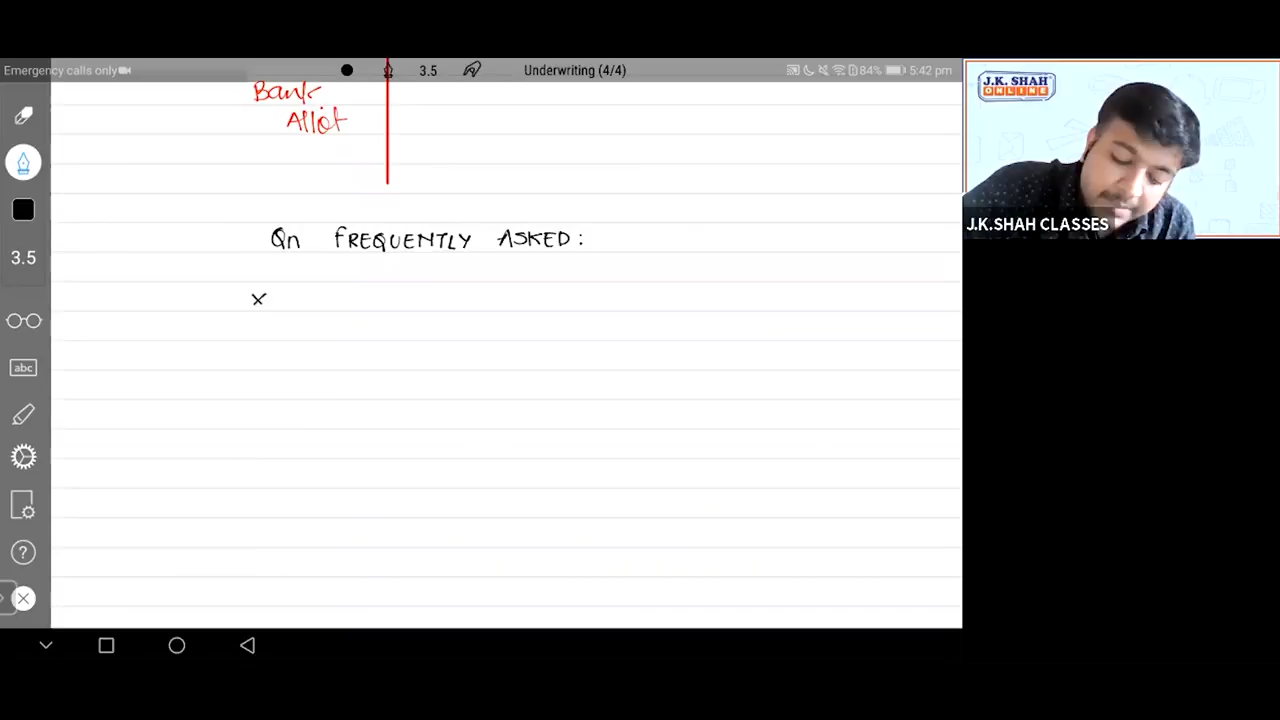 Emergency calls only 3.5 Underwriting (4/4) 84% 5:42 pm
J.K. SHAH
ONLINE
Bank
Allot
J.K.SHAH CLASSES
Qn FREQUENTLY ASKED:
3.5
x
abc
?